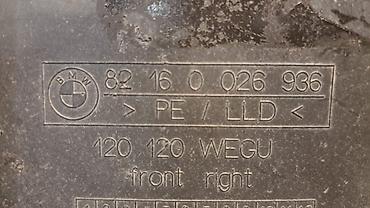 BMW
82 16 0 026 936
> PE / LLD <
120 120 WEGU
front right